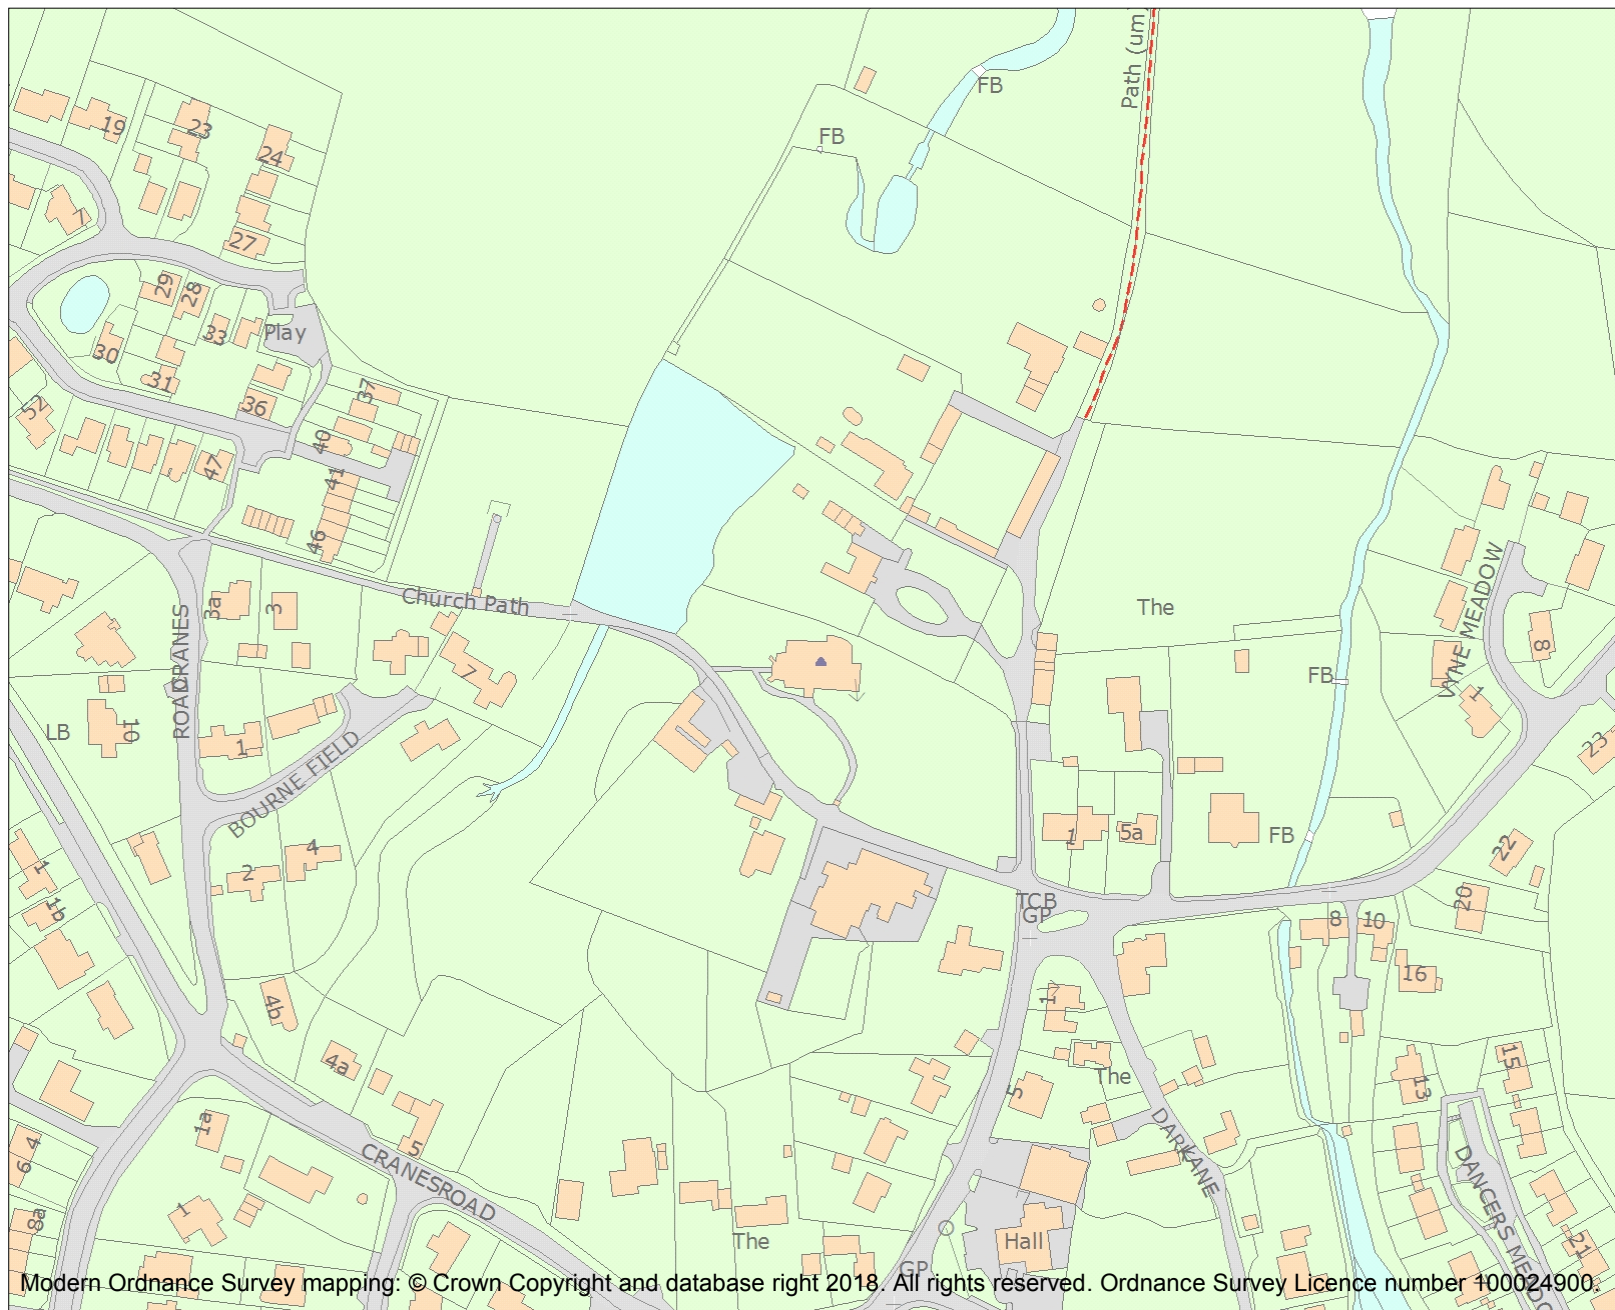 Path (um)
FB
FB
19
23
24
7
27
29
28
33
Play
30
31
37
36
52
40
47
41
46
Church Path
The
VYNE MEADOW
3a
3
8
ROAD
CRANES
7
FB
1
LB
10
1
23
BOURNE FIELD
1
5a
FB
22
4
2
1
1b
20
TCB
GP
8
10
16
4b
17
4a
The
5
15
13
1a
DARK
LANE
5
4
6
CRANES
ROAD
DANCERS MEADOW
1
8a
The
Hall
21
GP
Modern Ordnance Survey mapping: © Crown Copyright and database right 2018. All rights reserved. Ordnance Survey Licence number 100024900.